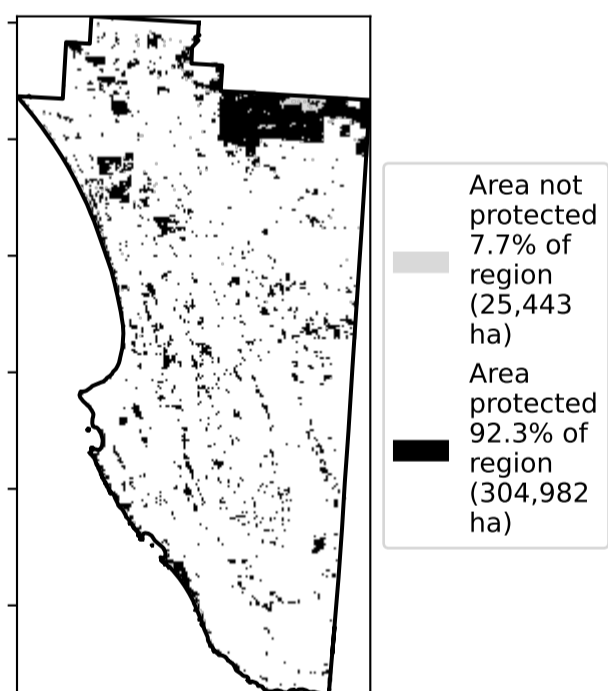 Area not
protected
7.7% of
region
(25,443
ha)
Area
protected
92.3% of
region
(304,982
ha)